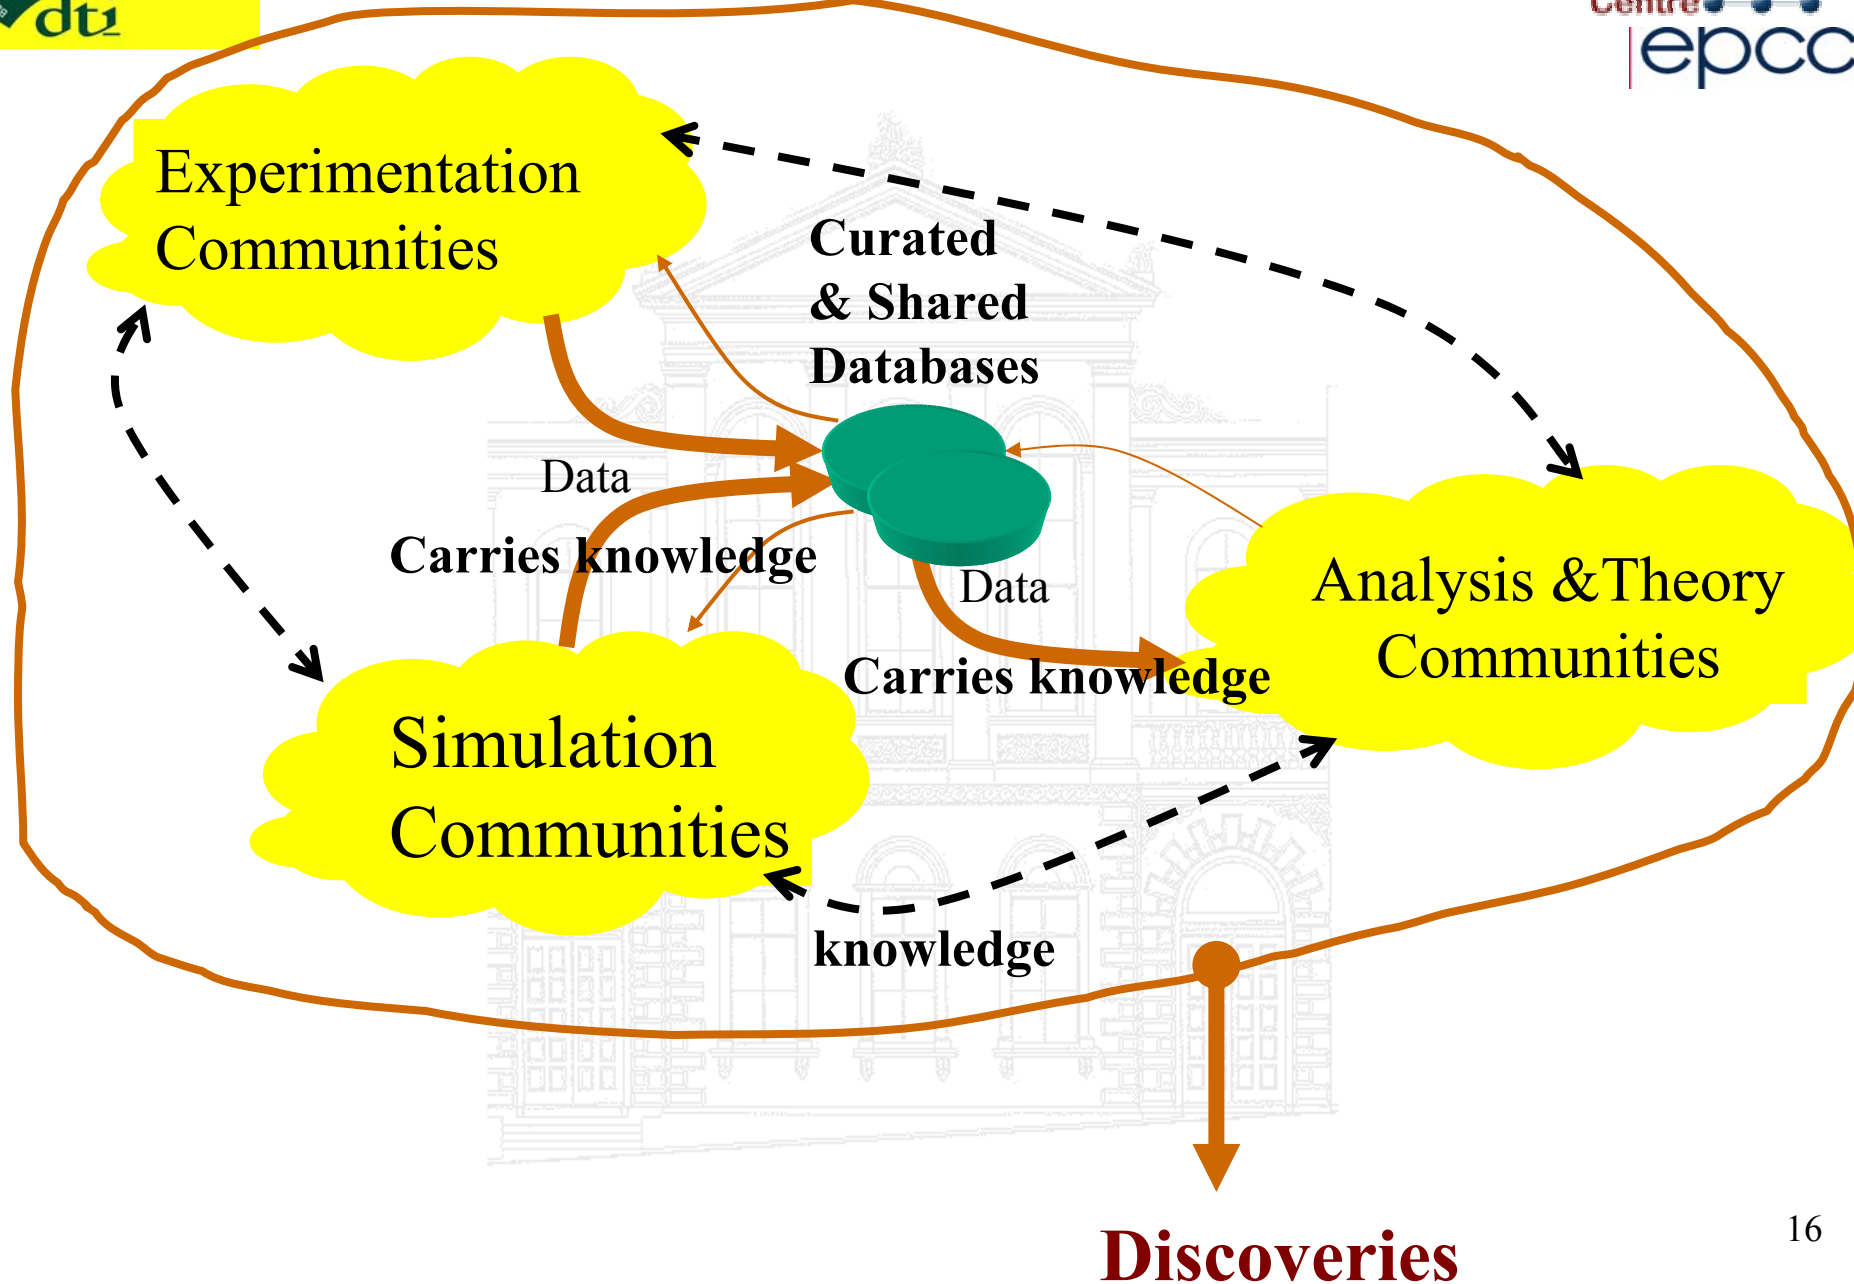 dti
Centre
epcc
Experimentation
Communities
Curated
& Shared
Databases
Data
Carries knowledge
Data
Analysis &Theory
Communities
Carries knowledge
Simulation
Communities
knowledge
Discoveries
16